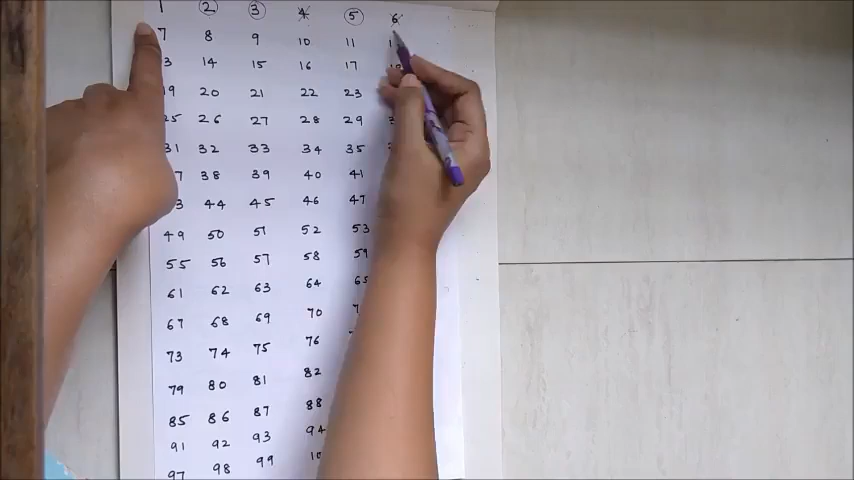 1 2 3 4 5 6
7 8 9 10 11
14 15 16 17
20 21 22 23
26 27 28 29
31 32 33 34 35
38 39 40 41
44 45 46 47
49 50 51 52 53
55 56 57 58 59
61 62 63 64 65
67 68 69 70
73 74 75 76
79 80 81 82
85 86 87 88
91 92 93 94
97 98 99